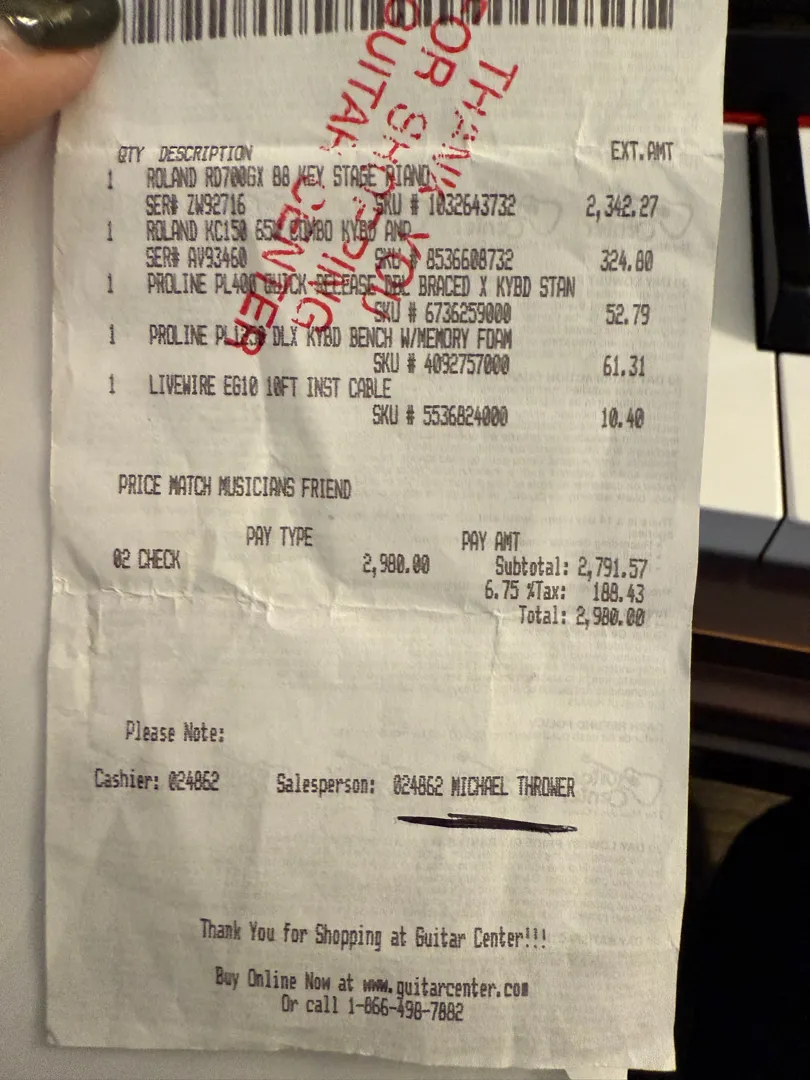 THANK YOU
FOR SHOPPING
GUITAR CENTER
QTY DESCRIPTION EXT.AMT
1 ROLAND RD700GX 88 KEY STAGE PIANO
SER# ZW92716 SKU # 1032643732 2,342.27
1 ROLAND KC150 65W COMBO KYBD AMP
SER# AV93460 SKU # 8536608732 324.80
1 PROLINE PL400 QUICK RELEASE DBL BRACED X KYBD STAN
SKU # 6736259000 52.79
1 PROLINE PL1250 DLX KYBD BENCH W/MEMORY FOAM
SKU # 4092757000 61.31
1 LIVEWIRE EG10 10FT INST CABLE
SKU # 5536824000 10.40
PRICE MATCH MUSICIANS FRIEND
PAY TYPE PAY AMT
02 CHECK 2,980.00 Subtotal: 2,791.57
6.75 %Tax: 188.43
Total: 2,980.00
Please Note:
Cashier: 024862 Salesperson: 024862 MICHAEL THROWER
Thank You for Shopping at Guitar Center!!!
Buy Online Now at www.guitarcenter.com
Or call 1-866-498-7882